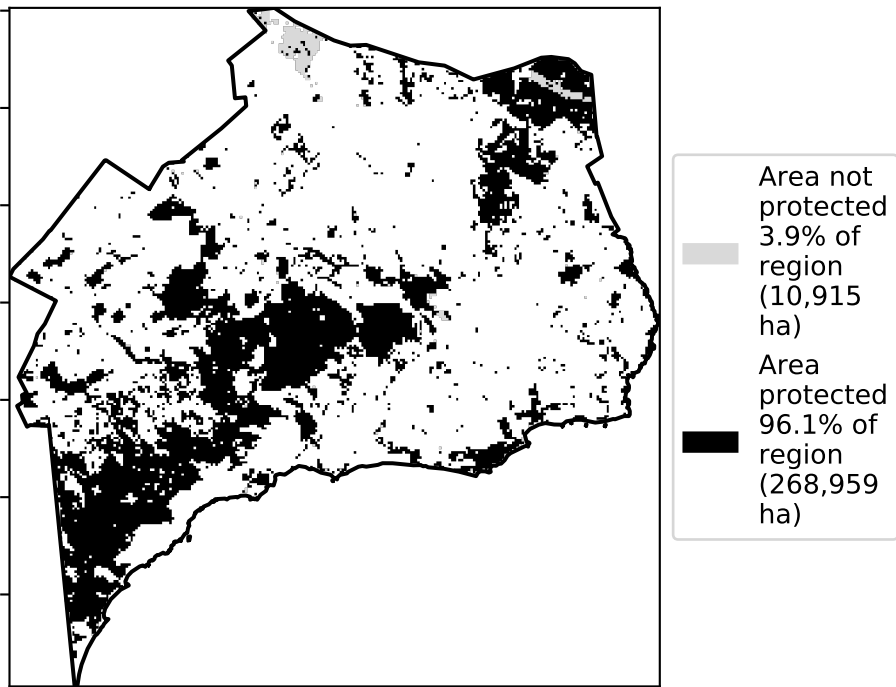 Area not
protected
3.9% of
region
(10,915
ha)
Area
protected
96.1% of
region
(268,959
ha)